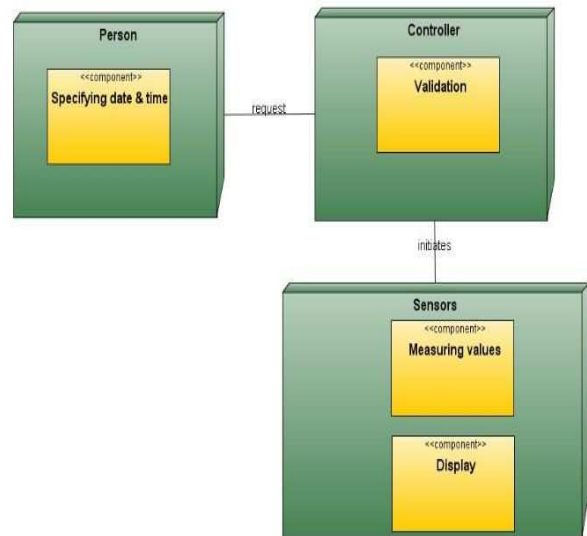 Person
<<component>>
Specifying date & time
request
Controller
<<component>>
Validation
initiates
Sensors
<<component>>
Measuring values
<<component>>
Display